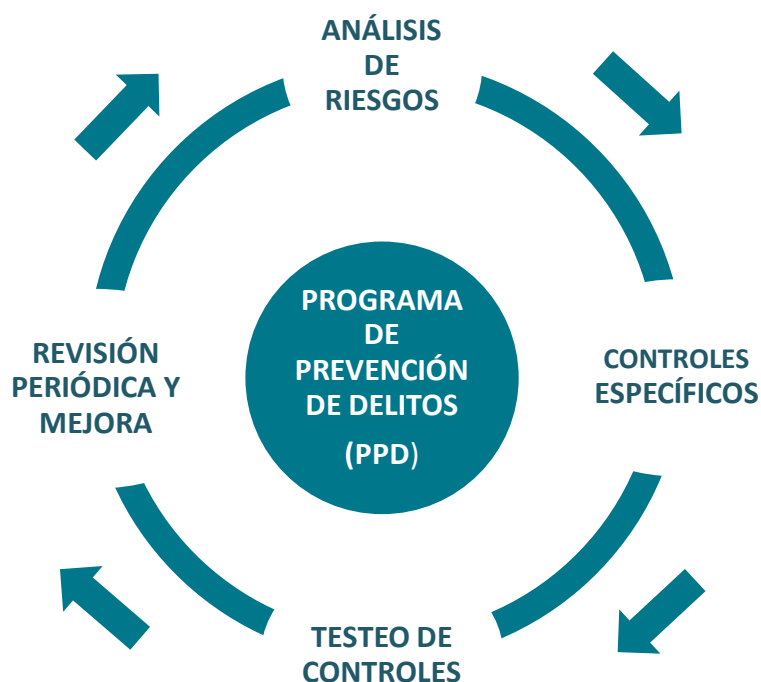 ANÁLISIS
DE
RIESGOS
PROGRAMA
DE
PREVENCIÓN
DE DELITOS
(PPD)
CONTROLES
ESPECÍFICOS
TESTEO DE
CONTROLES
REVISIÓN
PERIÓDICA Y
MEJORA